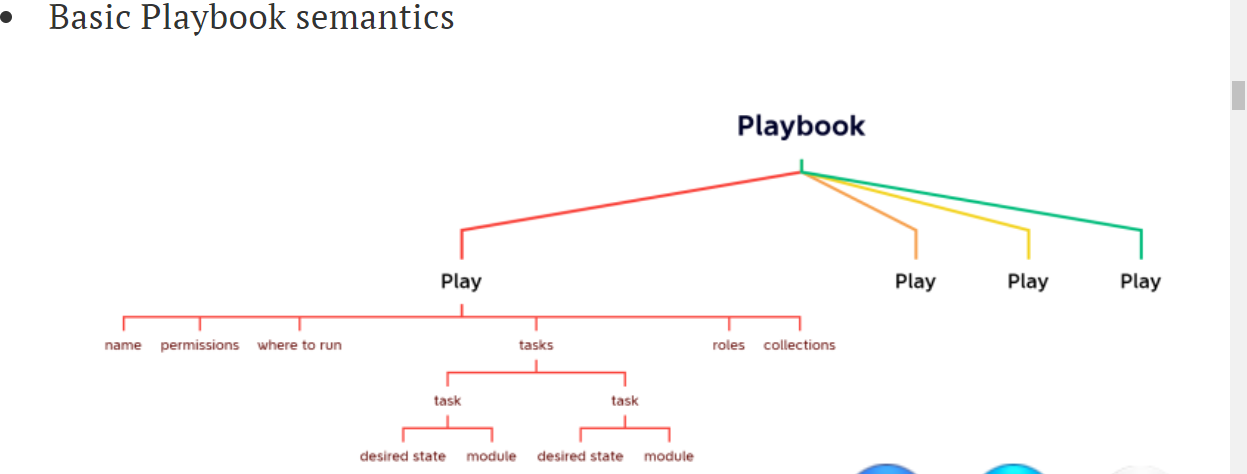 • Basic Playbook semantics
Playbook
Play Play Play Play
name permissions where to run tasks roles collections
task task
desired state module desired state module